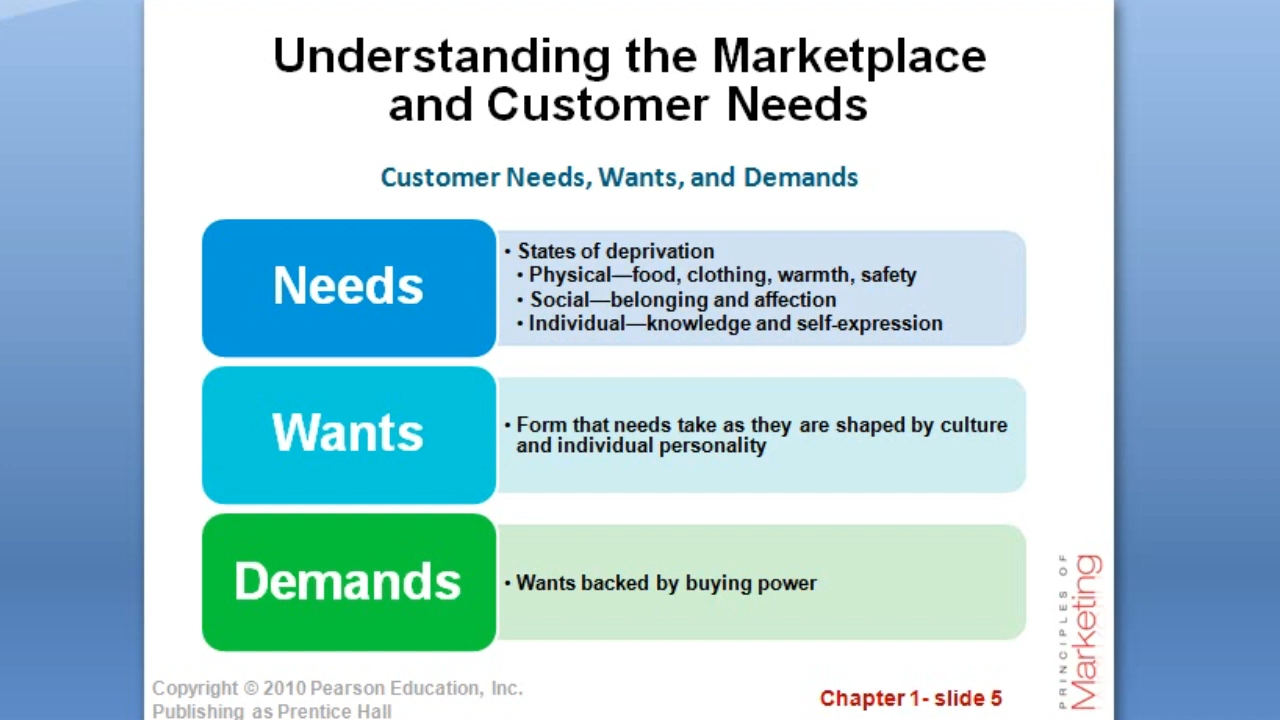 Understanding the Marketplace
and Customer Needs
Customer Needs, Wants, and Demands
Needs
• States of deprivation
• Physical—food, clothing, warmth, safety
• Social—belonging and affection
• Individual—knowledge and self-expression
Wants
• Form that needs take as they are shaped by culture
and individual personality
Demands
• Wants backed by buying power
PRINCIPLES OF
Marketing
Copyright © 2010 Pearson Education, Inc.
Publishing as Prentice Hall
Chapter 1- slide 5